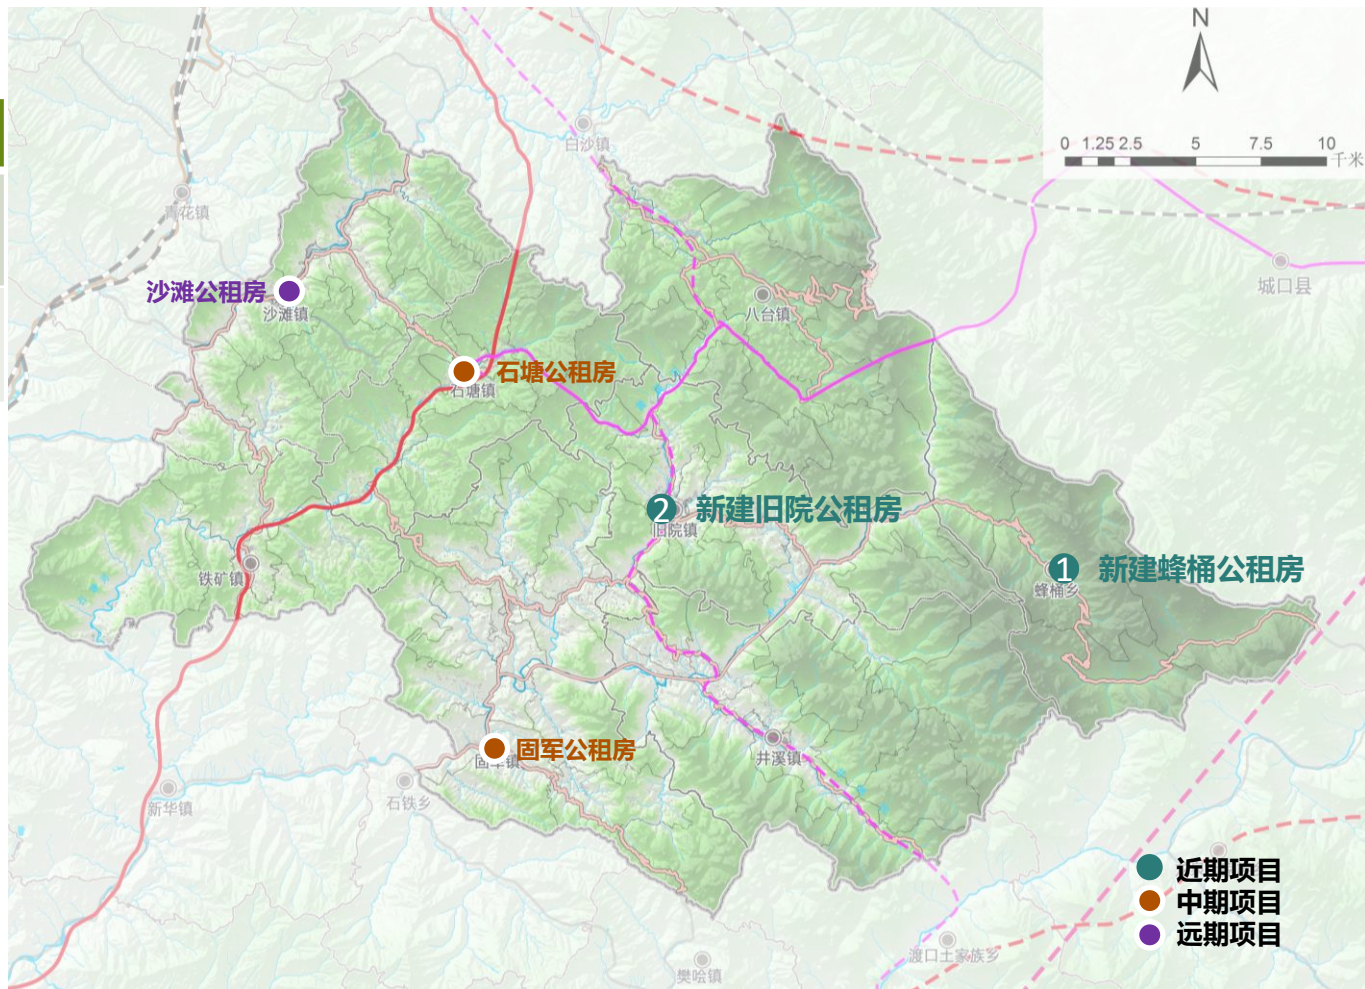 N
0 1.25 2.5 5 7.5 10
千米
白沙镇
青花镇
城口县
沙滩公租房
沙滩镇
八台镇
石塘公租房
石塘镇
2 新建旧院公租房
旧院镇
1 新建蜂桶公租房
蜂桶乡
铁矿镇
井溪镇
固军公租房
固军镇
新华镇
石铁乡
近期项目
中期项目
远期项目
渡口土家族乡
樊哙镇